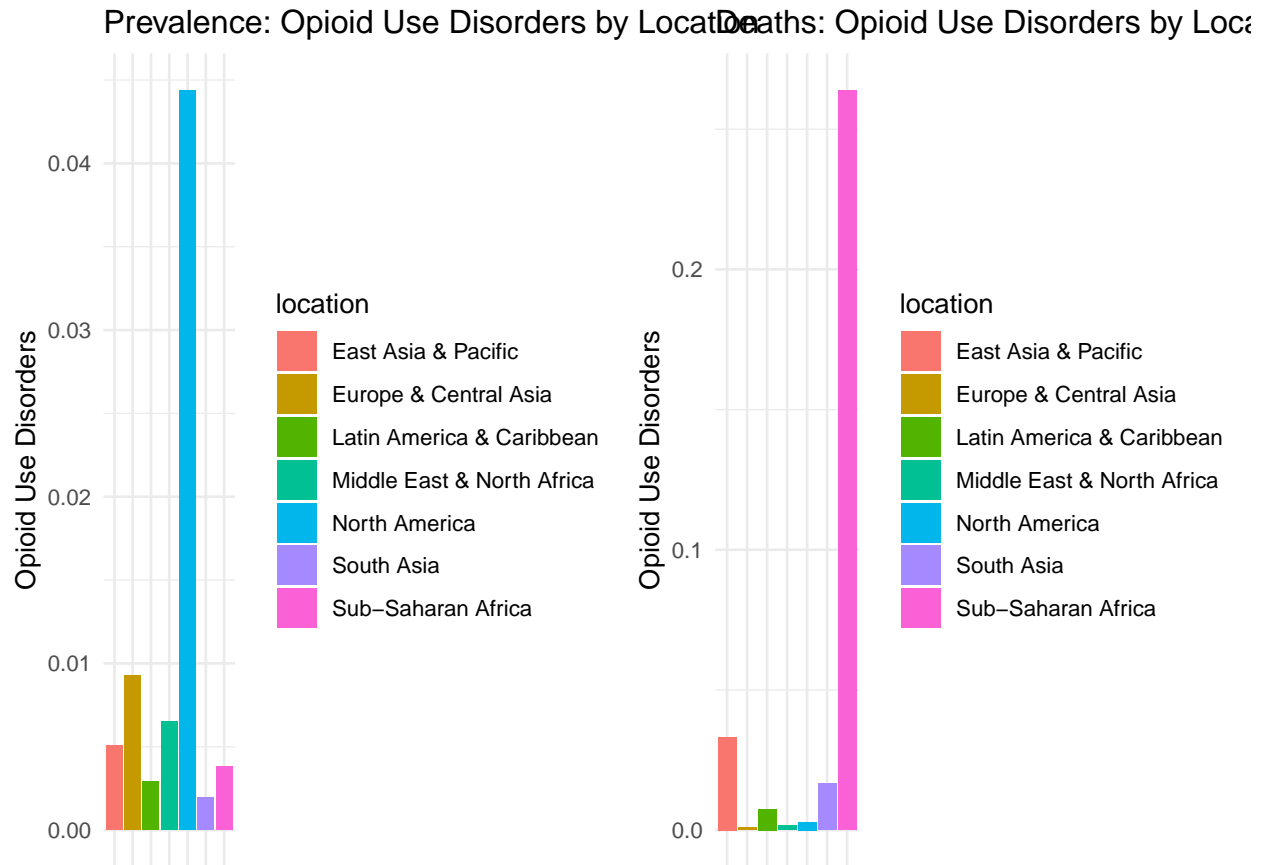 Prevalence: Opioid Use Disorders by Location
0.04
0.03
0.02
0.01
0.00
Opioid Use Disorders
location
East Asia & Pacific
Europe & Central Asia
Latin America & Caribbean
Middle East & North Africa
North America
South Asia
Sub−Saharan Africa
Deaths: Opioid Use Disorders by Loca
0.2
0.1
0.0
Opioid Use Disorders
location
East Asia & Pacific
Europe & Central Asia
Latin America & Caribbean
Middle East & North Africa
North America
South Asia
Sub−Saharan Africa